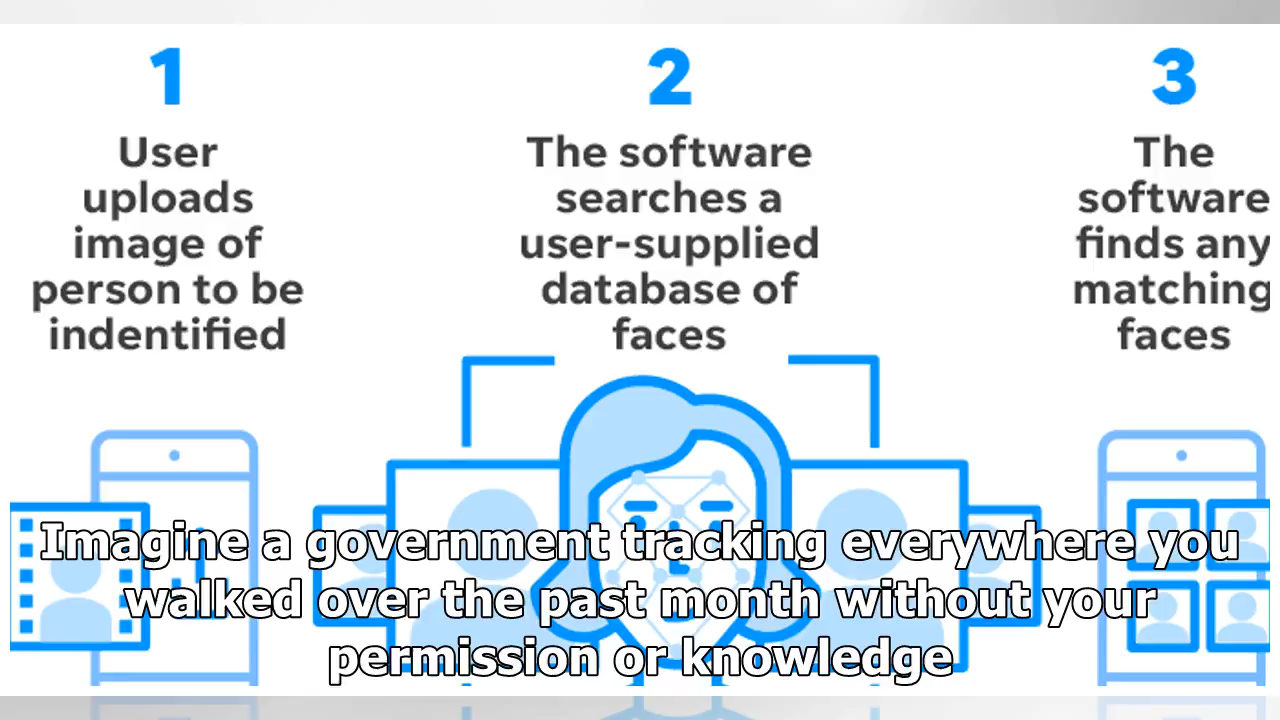 1
User
uploads
image of
person to be
indentified
2
The software
searches a
user-supplied
database of
faces
3
The
software
finds any
matching
faces
Imagine a government tracking everywhere you
walked over the past month without your
permission or knowledge